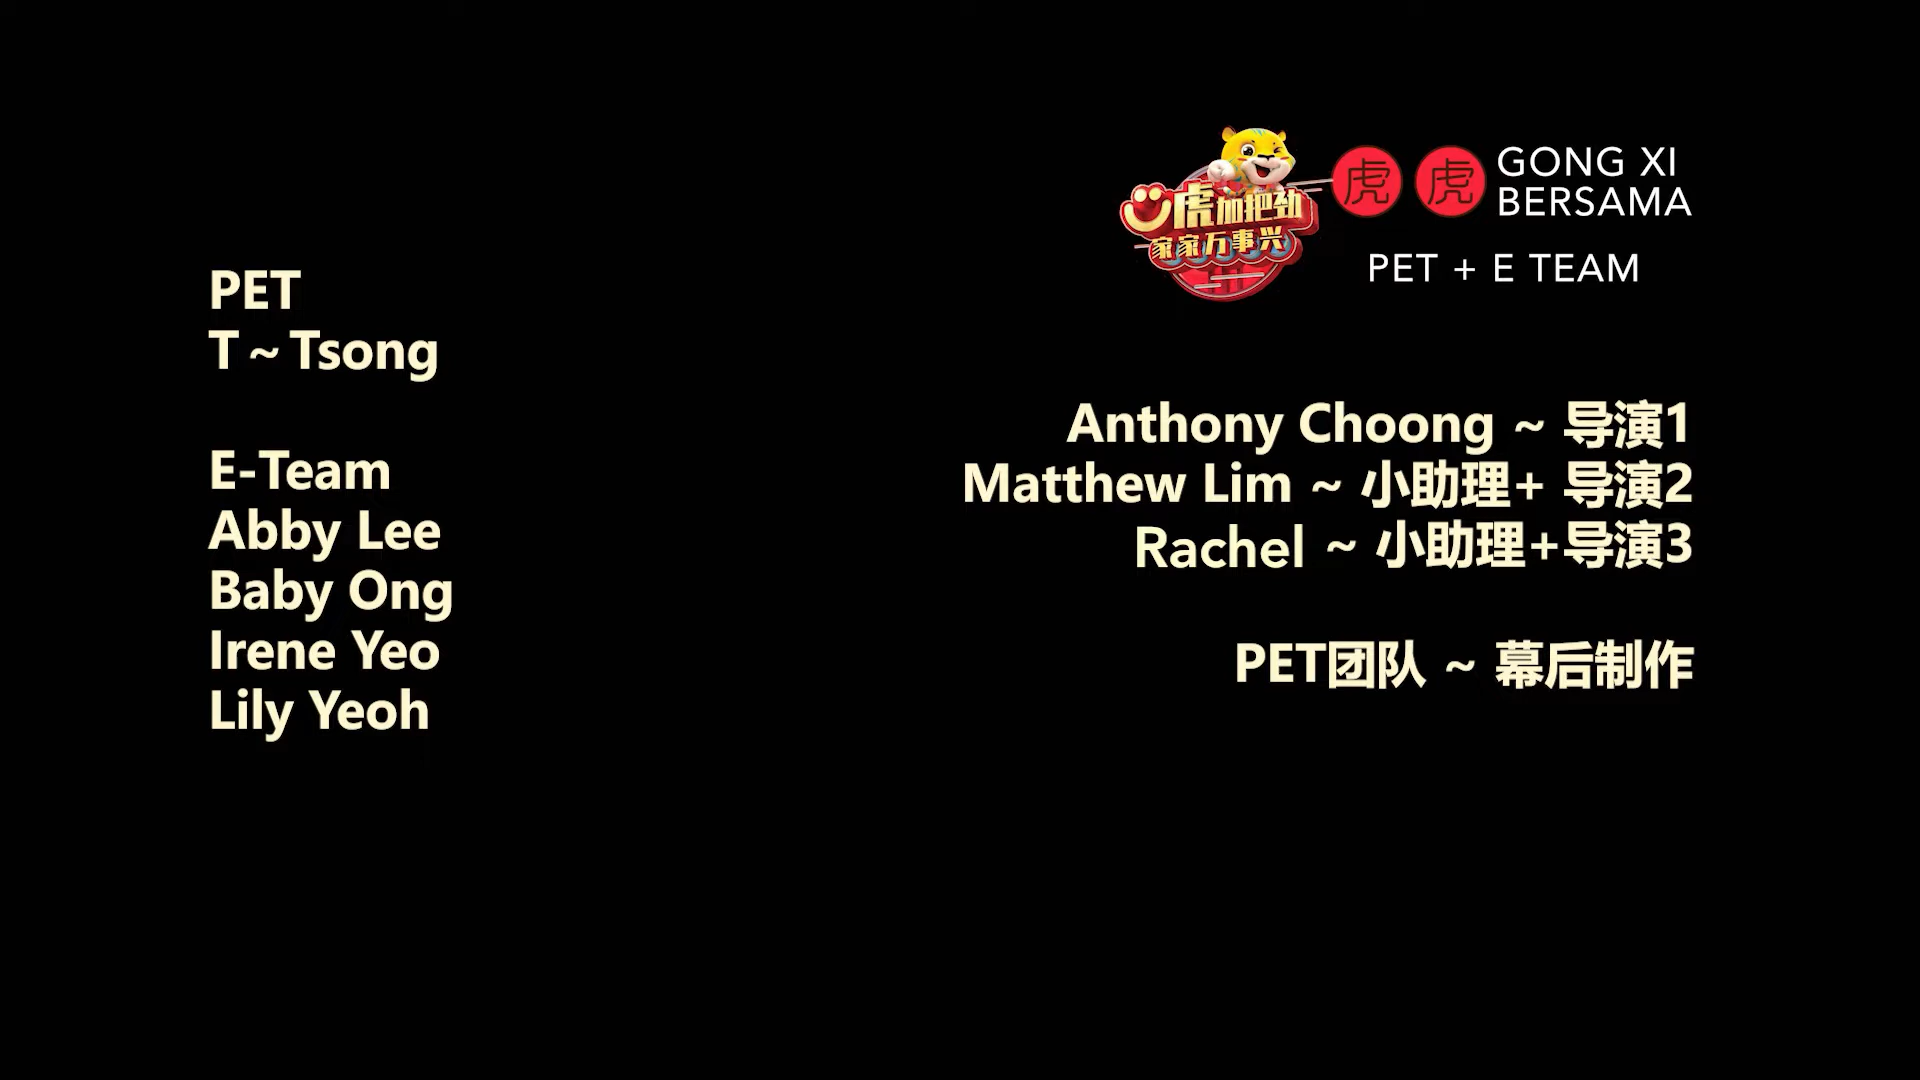 虎加把劲
家家万事兴
虎 虎 GONG XI
BERSAMA
PET + E TEAM
PET
T ~ Tsong
E-Team
Abby Lee
Baby Ong
Irene Yeo
Lily Yeoh
Anthony Choong ~ 导演1
Matthew Lim ~ 小助理+ 导演2
Rachel ~ 小助理+导演3
PET团队 ~ 幕后制作